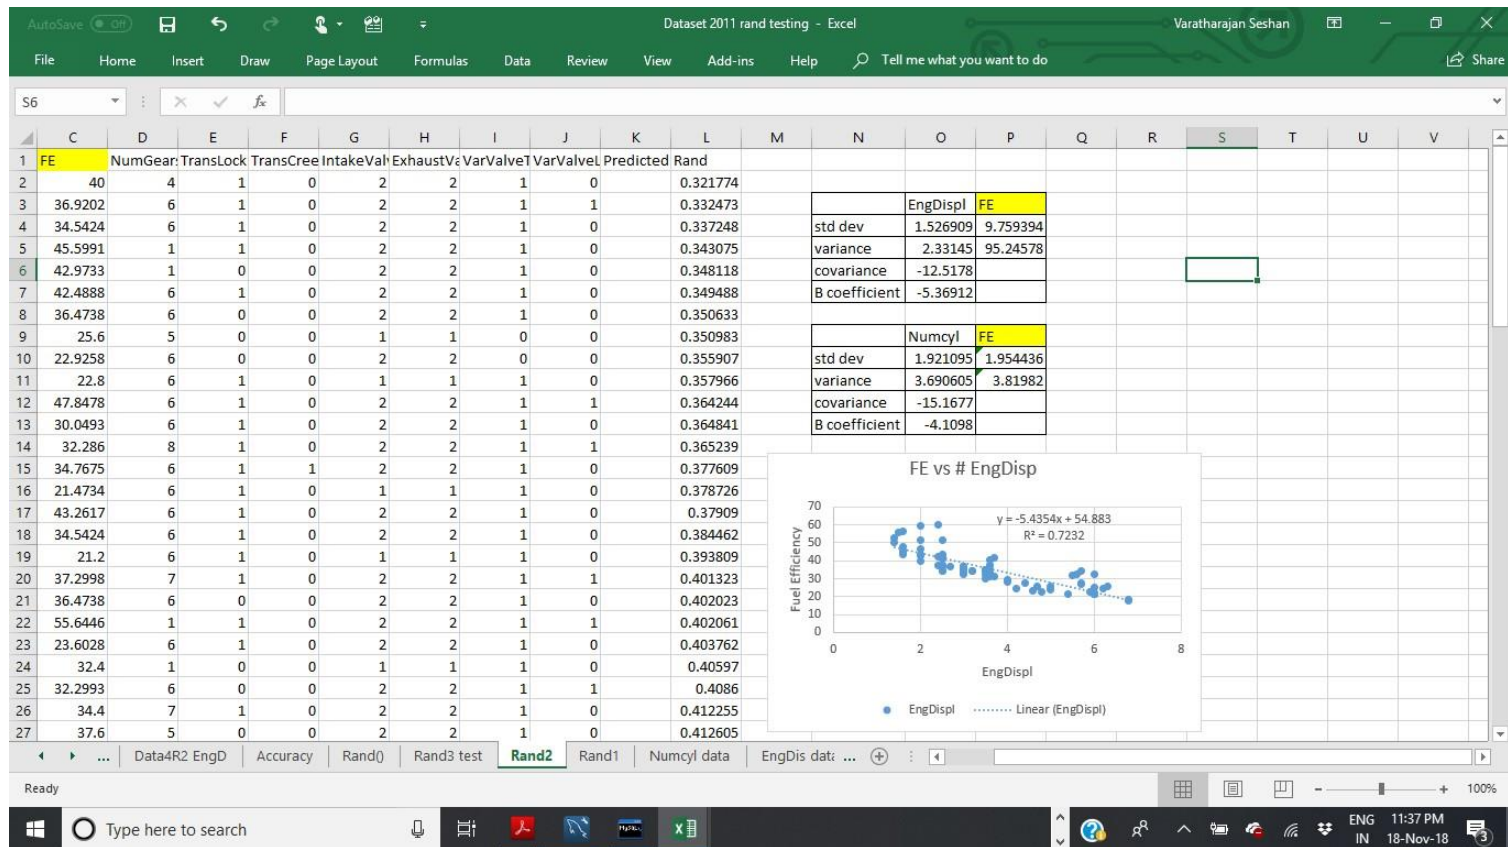 AutoSave Off Dataset 2011 rand testing - Excel Varatharajan Seshan
File Home Insert Draw Page Layout Formulas Data Review View Add-ins Help Tell me what you want to do Share
S6 fx
C D E F G H I J K L M N O P Q R S T U V
1 FE NumGear TransLock TransCree IntakeVal ExhaustVa VarValveT VarValveL Predicted Rand
2 40 4 1 0 2 2 1 0 0.321774
3 36.9202 6 1 0 2 2 1 1 0.332473 EngDispl FE
4 34.5424 6 1 0 2 2 1 0 0.337248 std dev 1.526909 9.759394
5 45.5991 1 1 0 2 2 1 0 0.343075 variance 2.33145 95.24578
6 42.9733 1 0 0 2 2 1 0 0.348118 covariance -12.5178
7 42.4888 6 1 0 2 2 1 0 0.349488 B coefficient -5.36912
8 36.4738 6 0 0 2 2 1 0 0.350633
9 25.6 5 0 0 1 1 0 0 0.350983 Numcyl FE
10 22.9258 6 0 0 2 2 0 0 0.355907 std dev 1.921095 1.954436
11 22.8 6 1 0 1 1 1 0 0.357966 variance 3.690605 3.81982
12 47.8478 6 1 0 2 2 1 1 0.364244 covariance -15.1677
13 30.0493 6 1 0 2 2 1 0 0.364841 B coefficient -4.1098
14 32.286 8 1 0 2 2 1 1 0.365239
15 34.7675 6 1 1 2 2 1 0 0.377609
16 21.4734 6 1 0 1 1 1 0 0.378726
17 43.2617 6 1 0 2 2 1 0 0.37909
18 34.5424 6 1 0 2 2 1 0 0.384462
19 21.2 6 1 0 1 1 1 0 0.393809
20 37.2998 7 1 0 2 2 1 1 0.401323
21 36.4738 6 0 0 2 2 1 0 0.402023
22 55.6446 1 1 0 2 2 1 1 0.402061
23 23.6028 6 1 0 2 2 1 0 0.403762
24 32.4 1 0 0 1 1 1 0 0.40597
25 32.2993 6 0 0 2 2 1 1 0.4086
26 34.4 7 1 0 2 2 1 0 0.412255
27 37.6 5 0 0 2 2 1 0 0.412605
FE vs # EngDisp
y = -5.4354x + 54.883
R² = 0.7232
Fuel Efficiency
70
60
50
40
30
20
10
0
0 2 4 6 8
EngDispl
EngDispl Linear (EngDispl)
... Data4R2 EngD Accuracy Rand() Rand3 test Rand2 Rand1 Numcyl data EngDis data ...
Ready 100%
Type here to search ENG 11:37 PM
IN 18-Nov-18 3